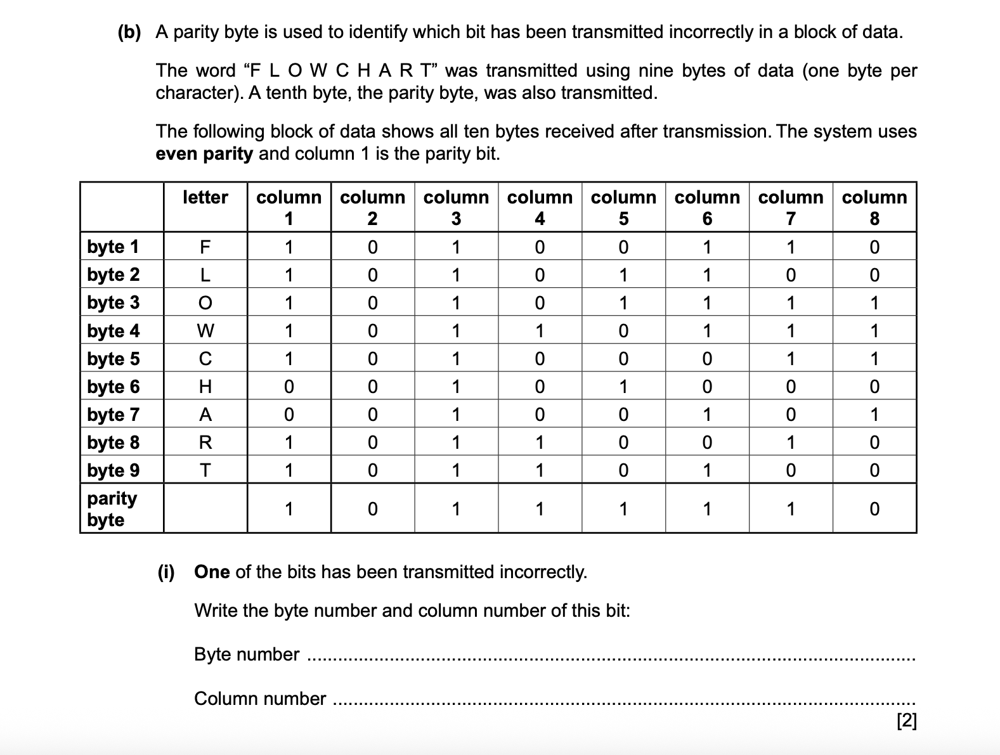 (b) A parity byte is used to identify which bit has been transmitted incorrectly in a block of data.
The word “F L O W C H A R T” was transmitted using nine bytes of data (one byte per
character). A tenth byte, the parity byte, was also transmitted.
The following block of data shows all ten bytes received after transmission. The system uses
even parity and column 1 is the parity bit.
letter column 1 column 2 column 3 column 4 column 5 column 6 column 7 column 8
byte 1 F 1 0 1 0 0 1 1 0
byte 2 L 1 0 1 0 1 1 0 0
byte 3 O 1 0 1 0 1 1 1 1
byte 4 W 1 0 1 1 0 1 1 1
byte 5 C 1 0 1 0 0 0 1 1
byte 6 H 0 0 1 0 1 0 0 0
byte 7 A 0 0 1 0 0 1 0 1
byte 8 R 1 0 1 1 0 0 1 0
byte 9 T 1 0 1 1 0 1 0 0
parity byte 1 0 1 1 1 1 1 0
(i) One of the bits has been transmitted incorrectly.
Write the byte number and column number of this bit:
Byte number ..........................................................................................................................
Column number .....................................................................................................................
[2]